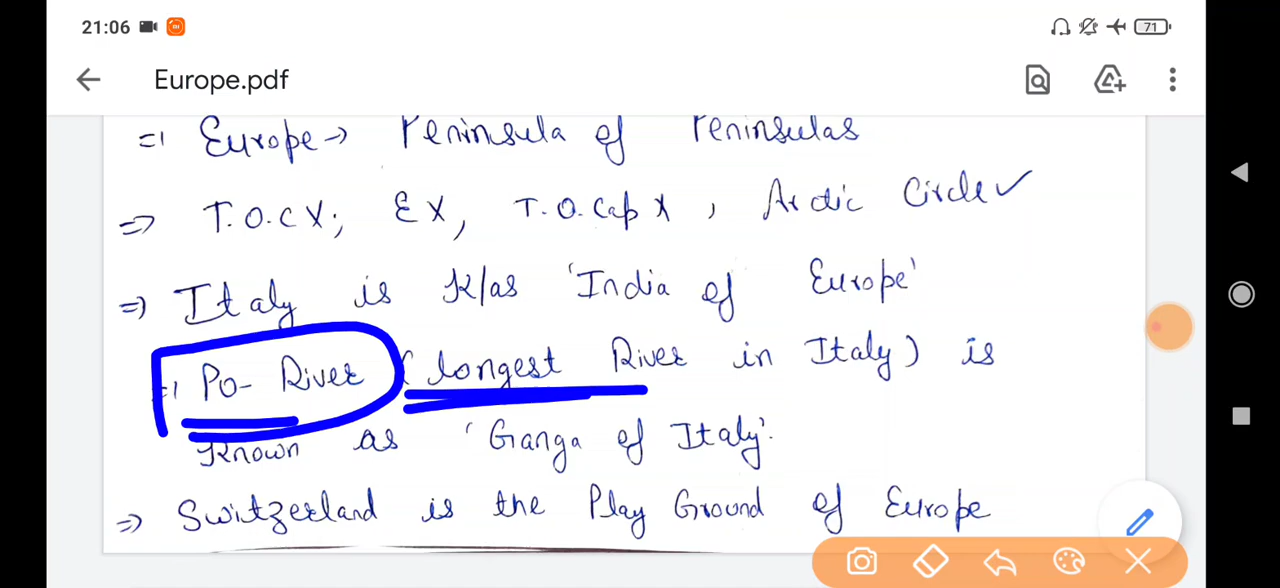 21:06
71
Europe.pdf
=) Europe → Peninsula of Peninsulas
=> T.O.C X; E X, T.O.Cap X, Arctic Circle ✓
=) Italy is K/as 'India of Europe'
=) Po- River (longest River in Italy) is
Known as 'Ganga of Italy'.
=) Switzerland is the Play Ground of Europe